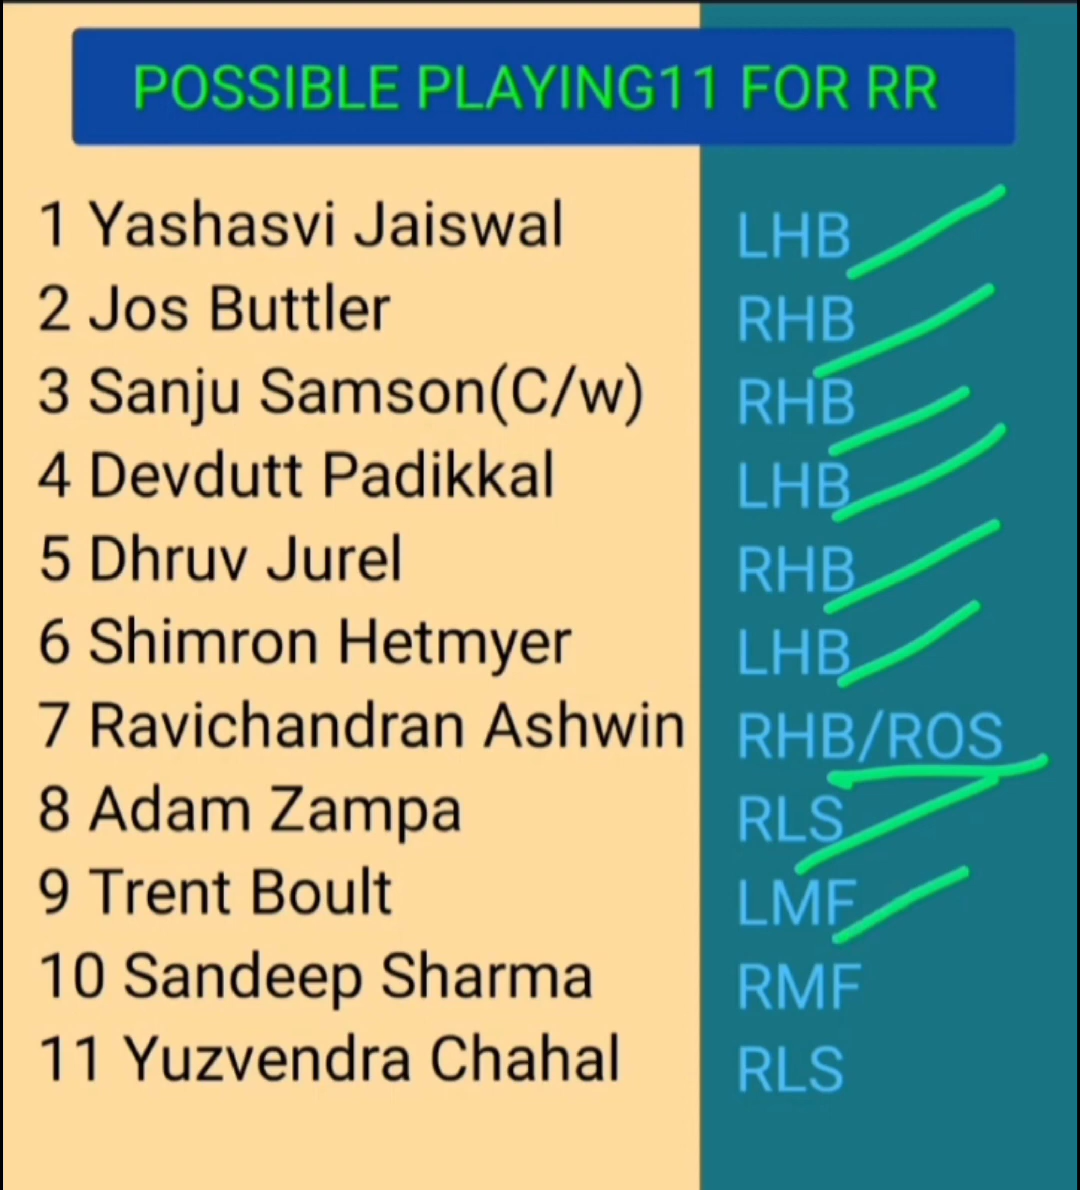 POSSIBLE PLAYING11 FOR RR
1 Yashasvi Jaiswal LHB
2 Jos Buttler RHB
3 Sanju Samson(C/w) RHB
4 Devdutt Padikkal LHB
5 Dhruv Jurel RHB
6 Shimron Hetmyer LHB
7 Ravichandran Ashwin RHB/ROS
8 Adam Zampa RLS
9 Trent Boult LMF
10 Sandeep Sharma RMF
11 Yuzvendra Chahal RLS